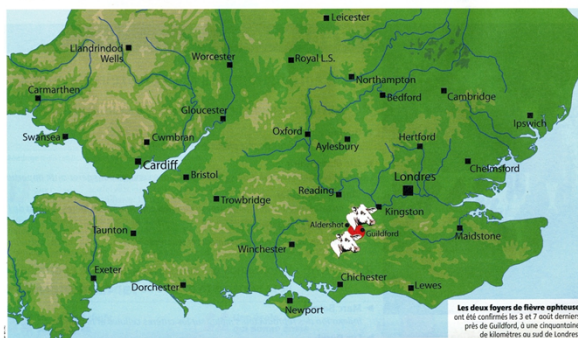 Leicester
Llandrindod
Wells
Worcester
Royal L.S.
Northampton
Carmarthen
Bedford
Cambridge
Gloucester
Ipswich
Swansea
Cwmbran
Oxford
Aylesbury
Hertford
Cardiff
Chelmsford
Bristol
Londres
Reading
Trowbridge
Kingston
Aldershot
Guildford
Taunton
Maidstone
Winchester
Exeter
Chichester
Dorchester
Lewes
Newport
Les deux foyers de fièvre aphteuse
ont été confirmés les 3 et 7 août derniers
près de Guildford, à une cinquantaine
de kilomètres au sud de Londres